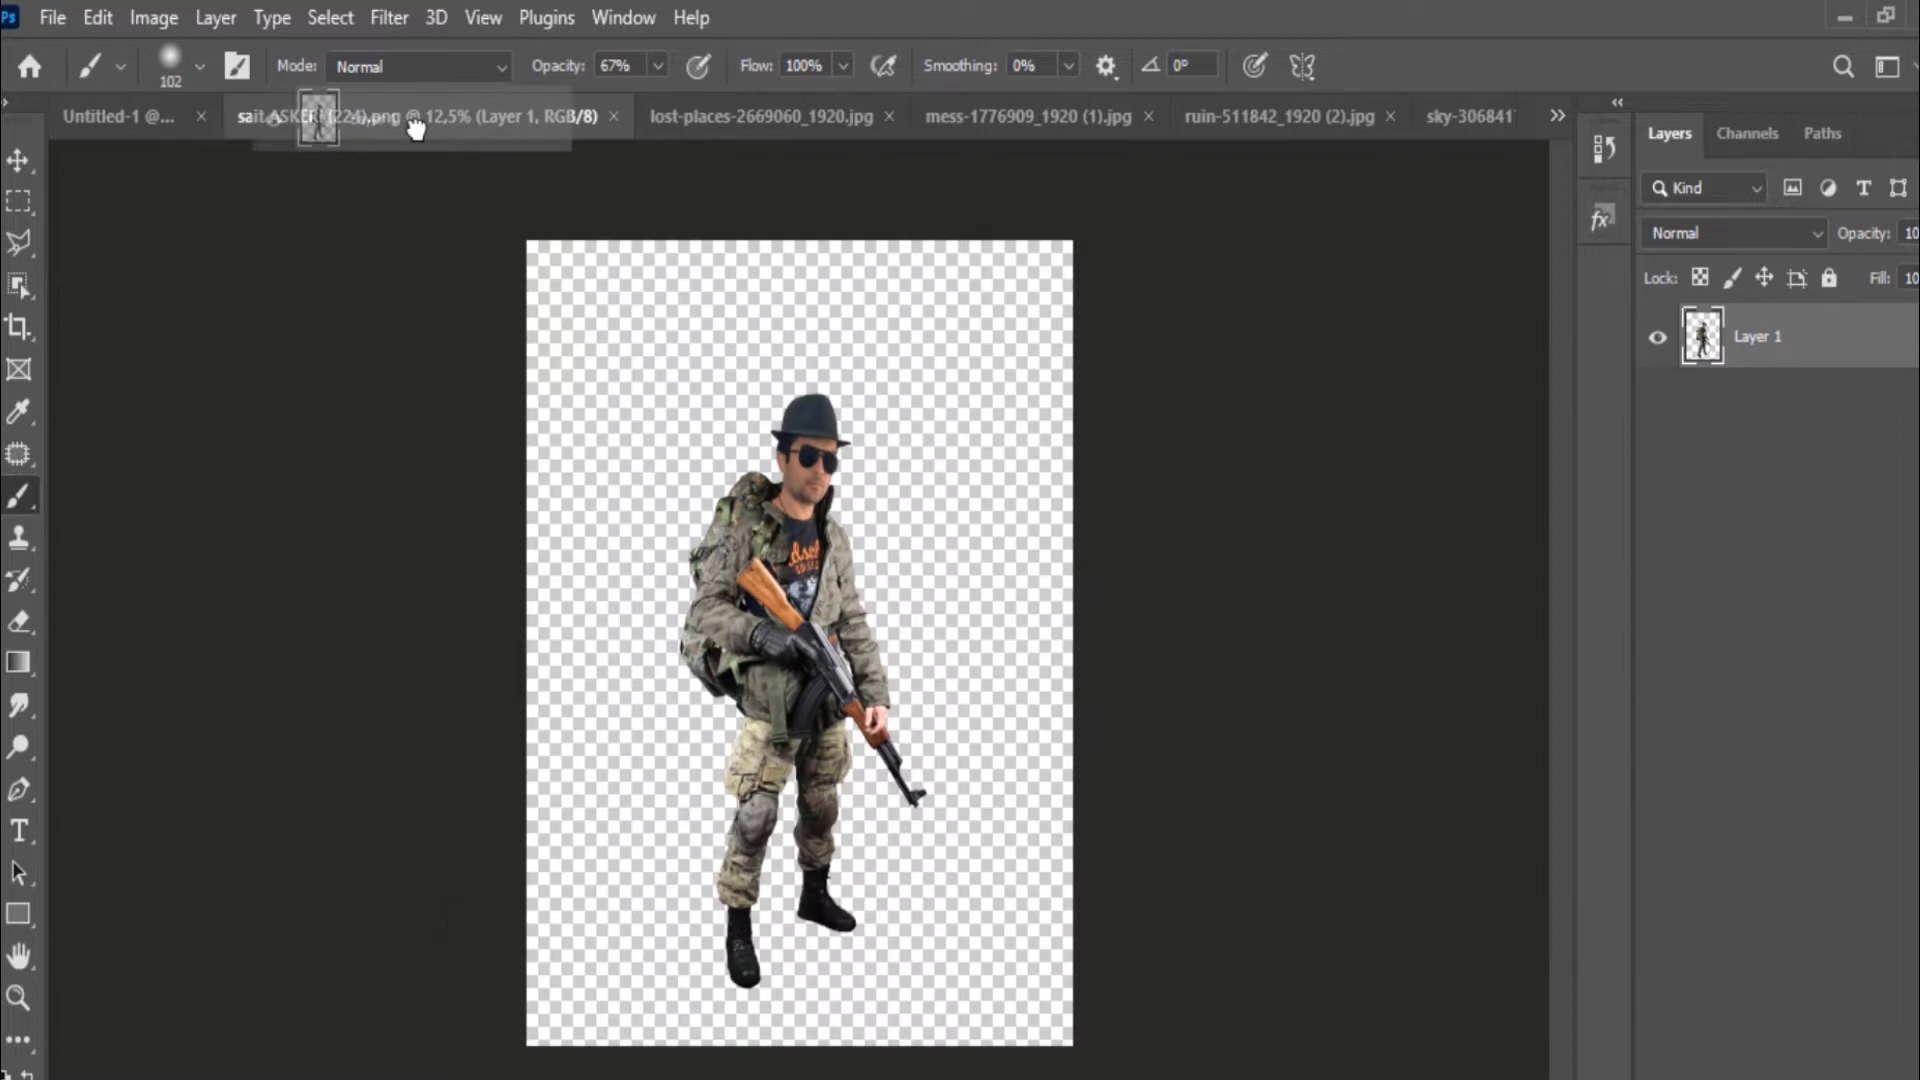 Ps File Edit Image Layer Type Select Filter 3D View Plugins Window Help
102 Mode: Normal Opacity: 67% Flow: 100% Smoothing: 0% 0°
Untitled-1 @... × sait ASKERİ (224).png @ 12,5% (Layer 1, RGB/8) × lost-places-2669060_1920.jpg × mess-1776909_1920 (1).jpg × ruin-511842_1920 (2).jpg × sky-306841
Layers Channels Paths
Kind
Normal Opacity: 10
Lock: Fill: 10
Layer 1